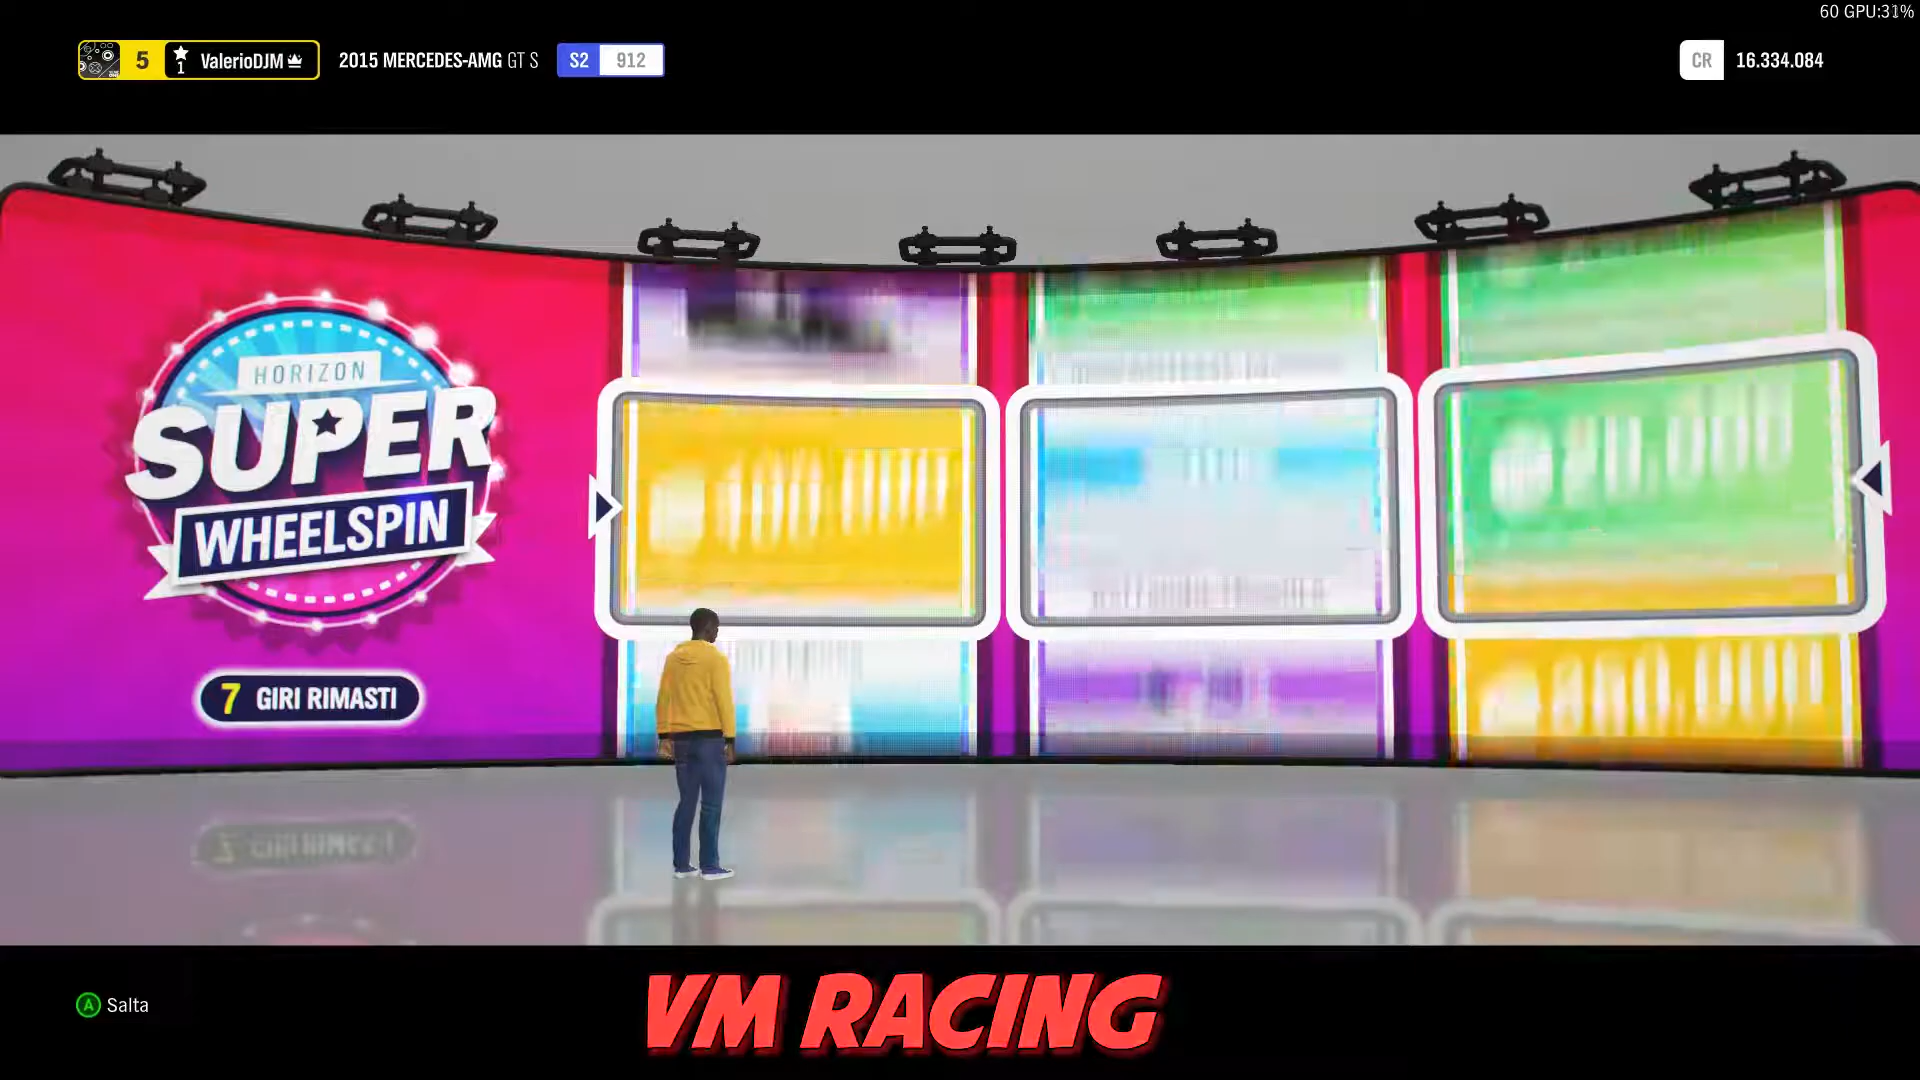 60 GPU:31%
5 1 ValerioDJM 2015 MERCEDES-AMG GT S S2 912 CR 16.334.084
HORIZON
SUPER
WHEELSPIN
7 GIRI RIMASTI
Salta
VM RACING